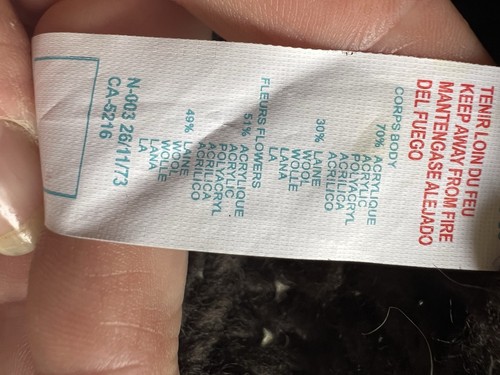 TENIR LOIN DU FEU
KEEP AWAY FROM FIRE
MANTENGASE ALEJADO
DEL FUEGO
CORPS BODY
70% ACRYLIQUE
ACRYLIC
POLYACRYL
ACRILICA
ACRILICO
30% LAINE
WOOL
WOLLE
LANA
LA
FLEURS FLOWERS
51% ACRYLIQUE
ACRYLIC
POLYACRYL
ACRILICA
ACRILICO
49% LAINE
WOOL
WOLLE
LANA
LA
N-003 26/11/73
CA-5216